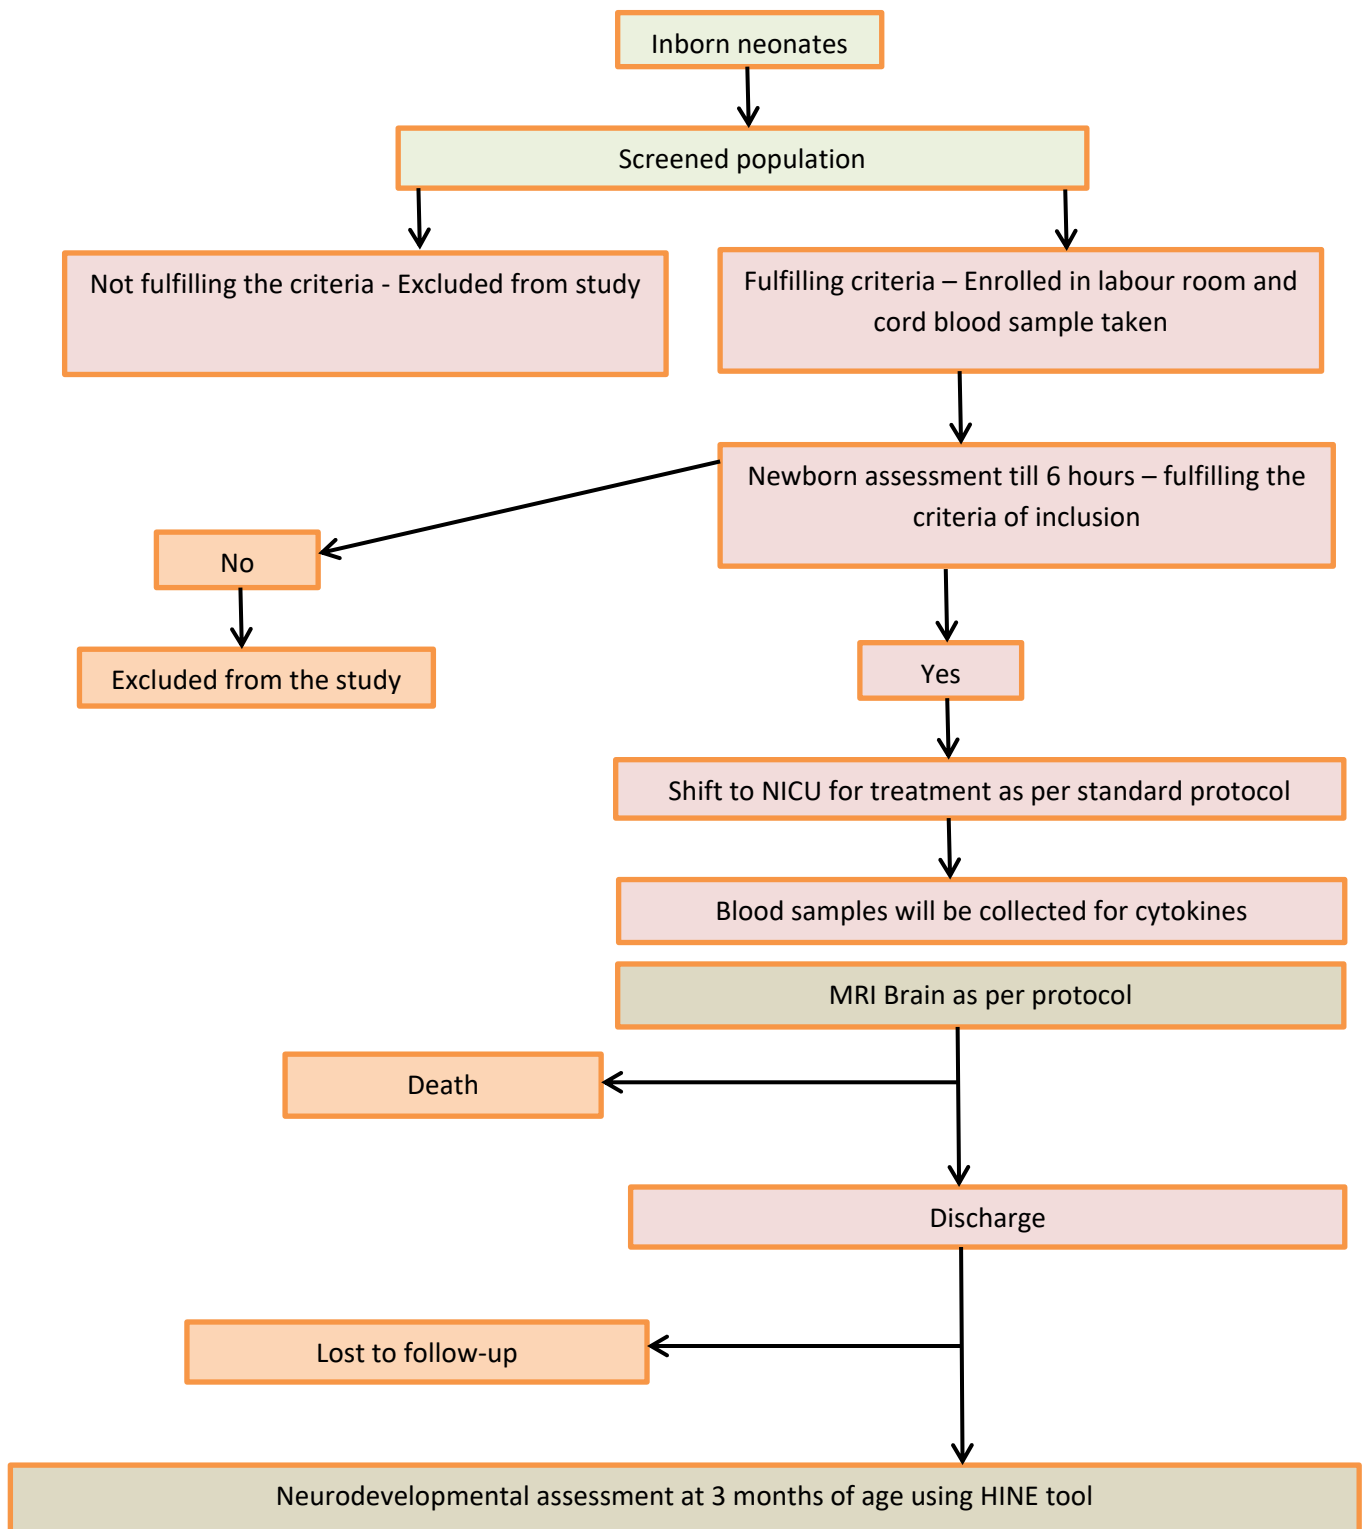 Inborn neonates
Screened population
Not fulfilling the criteria - Excluded from study
Fulfilling criteria – Enrolled in labour room and
cord blood sample taken
Newborn assessment till 6 hours – fulfilling the
criteria of inclusion
No
Excluded from the study
Yes
Shift to NICU for treatment as per standard protocol
Blood samples will be collected for cytokines
MRI Brain as per protocol
Death
Discharge
Lost to follow-up
Neurodevelopmental assessment at 3 months of age using HINE tool